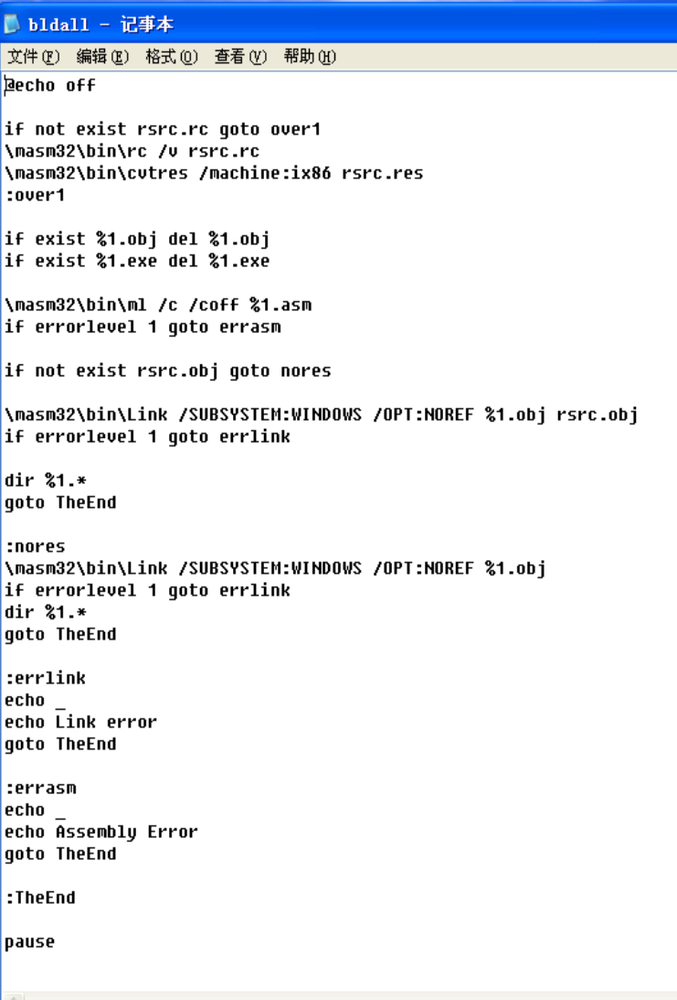 bldall - 记事本
文件(F) 编辑(E) 格式(O) 查看(V) 帮助(H)
@echo off
if not exist rsrc.rc goto over1
\masm32\bin\rc /v rsrc.rc
\masm32\bin\cvtres /machine:ix86 rsrc.res
:over1
if exist %1.obj del %1.obj
if exist %1.exe del %1.exe
\masm32\bin\ml /c /coff %1.asm
if errorlevel 1 goto errasm
if not exist rsrc.obj goto nores
\masm32\bin\Link /SUBSYSTEM:WINDOWS /OPT:NOREF %1.obj rsrc.obj
if errorlevel 1 goto errlink
dir %1.*
goto TheEnd
:nores
\masm32\bin\Link /SUBSYSTEM:WINDOWS /OPT:NOREF %1.obj
if errorlevel 1 goto errlink
dir %1.*
goto TheEnd
:errlink
echo _
echo Link error
goto TheEnd
:errasm
echo _
echo Assembly Error
goto TheEnd
:TheEnd
pause